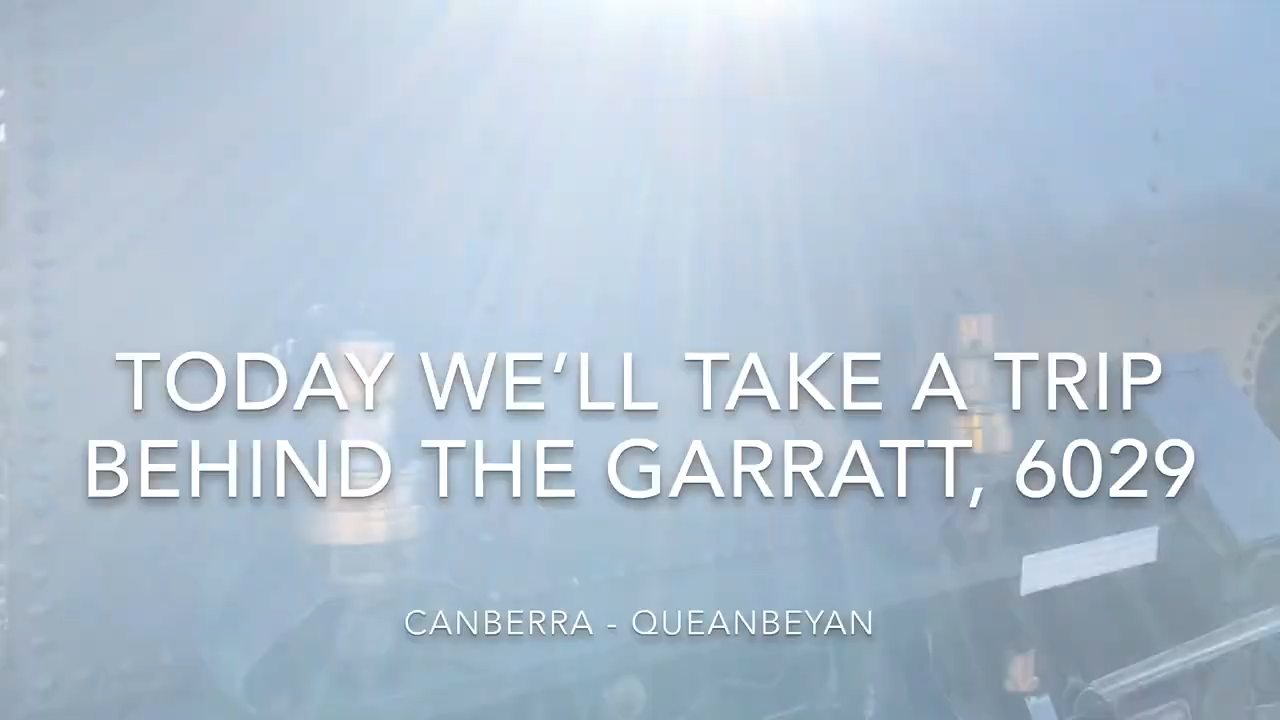 TODAY WE’LL TAKE A TRIP
BEHIND THE GARRATT, 6029
CANBERRA - QUEANBEYAN